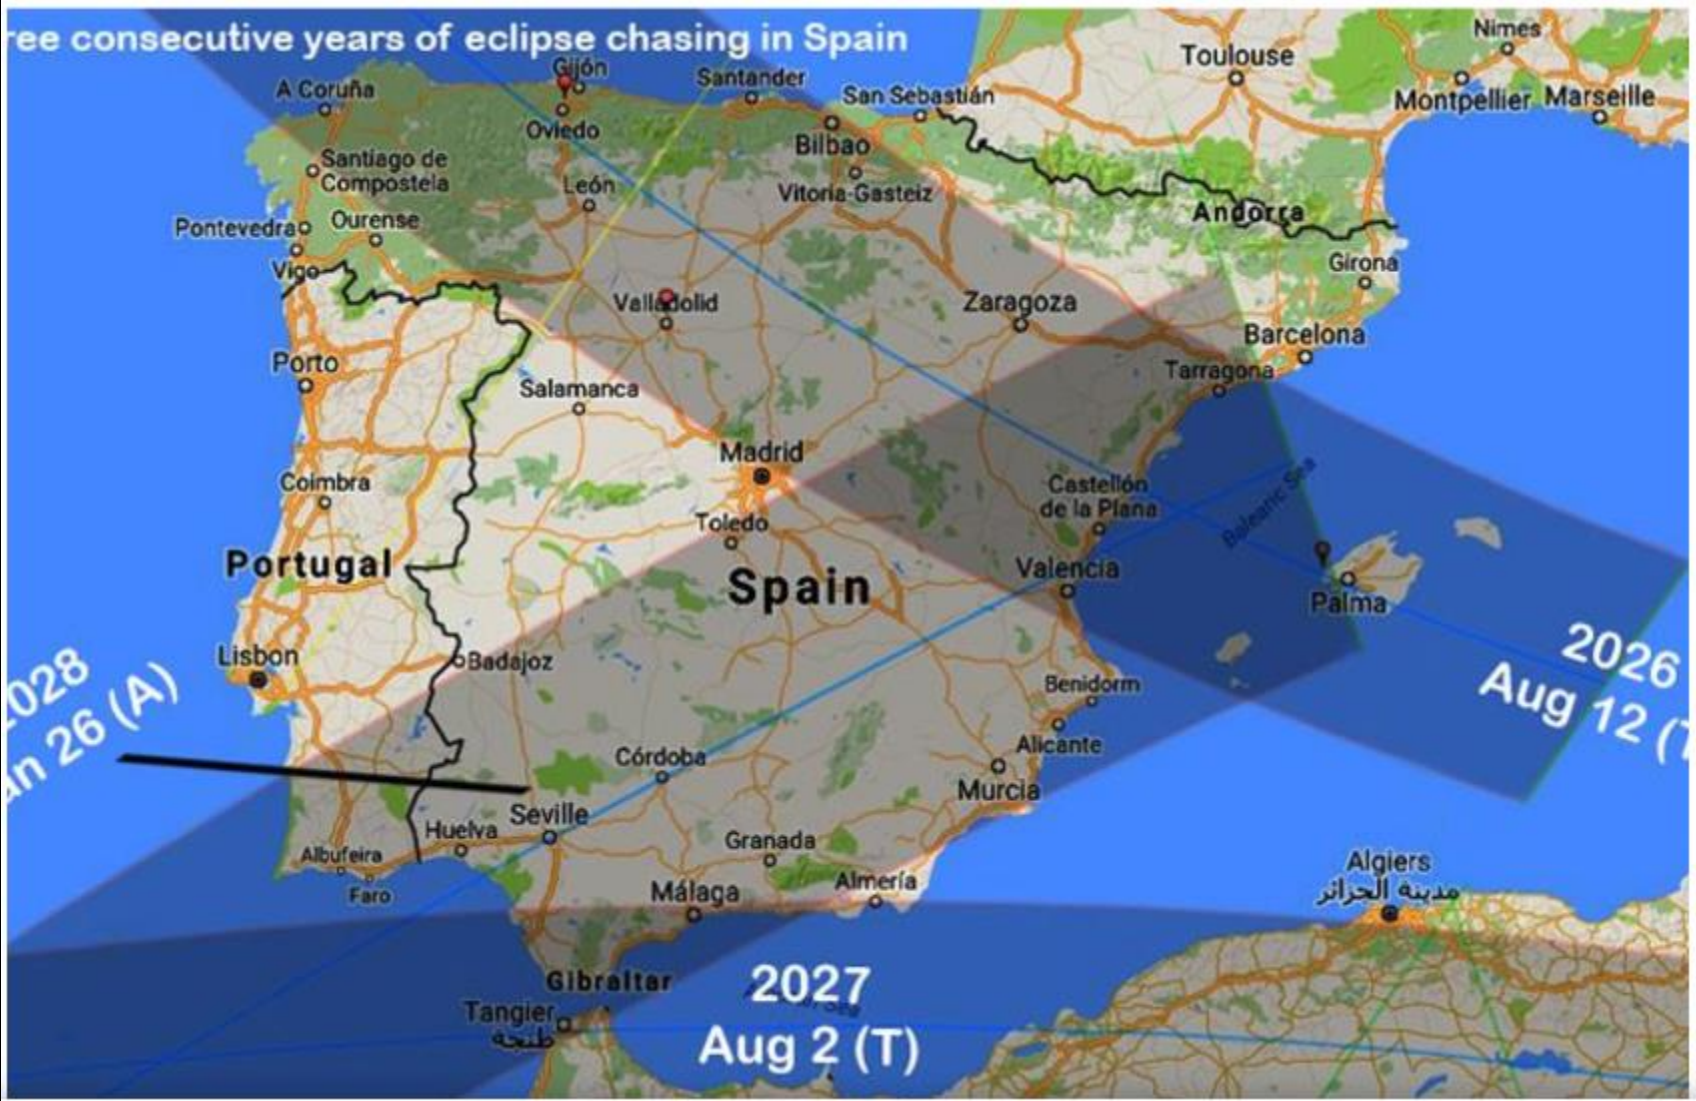 ree consecutive years of eclipse chasing in Spain
Nimes
Toulouse
Gijón
Santander
A Coruña
San Sebastián
Montpellier
Marseille
Oviedo
Bilbao
Santiago de
Compostela
León
Vitoria-Gasteiz
Pontevedra
Ourense
Andorra
Vigo
Girona
Valladolid
Zaragoza
Barcelona
Porto
Tarragona
Salamanca
Madrid
Coimbra
Castellón
de la Plana
Balearic Sea
Toledo
Portugal
Valencia
Spain
Palma
Lisbon
Badajoz
2026
Aug 12 (T
2028
an 26 (A)
Benidorm
Alicante
Córdoba
Murcia
Seville
Huelva
Granada
Albufeira
Algiers
مدينة الجزائر
Faro
Málaga
Almería
Gibraltar
2027
Aug 2 (T)
Tangier
طنجة